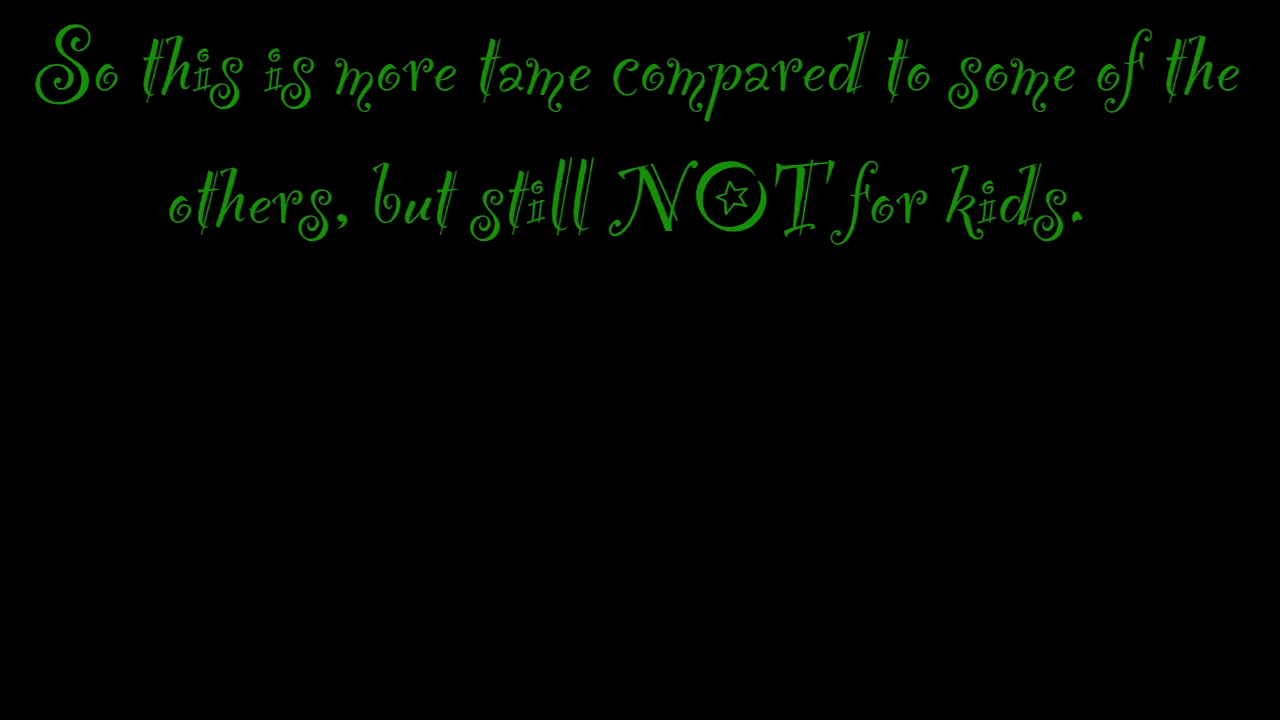 So this is more tame compared to some of the
others, but still NOT for kids.